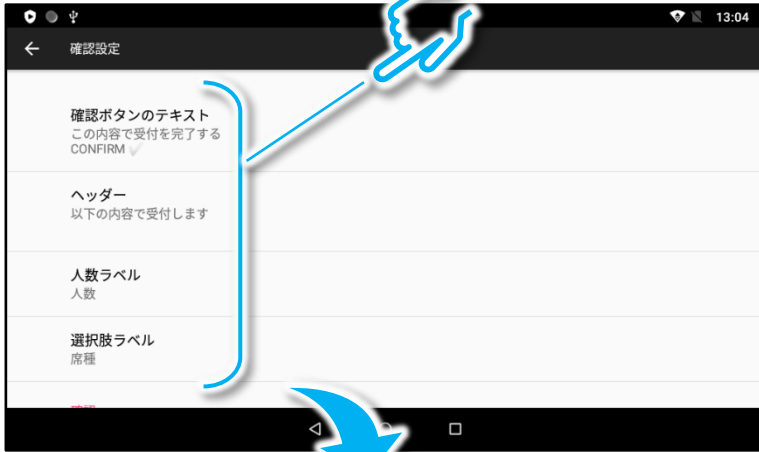 13:04
確認設定
確認ボタンのテキスト
この内容で受付を完了する
CONFIRM ✓
ヘッダー
以下の内容で受付します
人数ラベル
人数
選択肢ラベル
席種